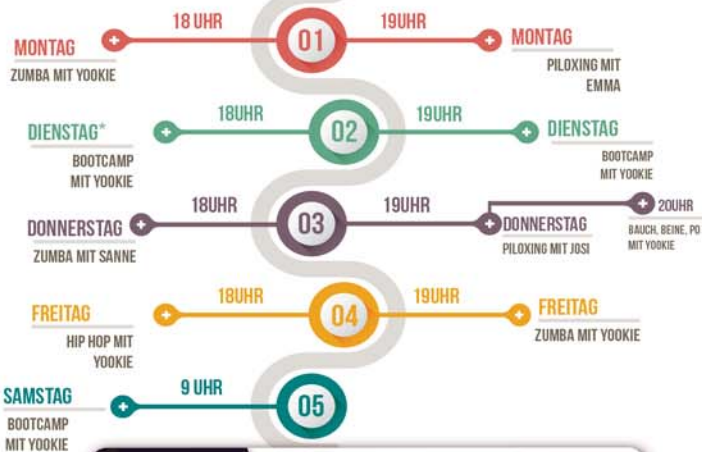 18 UHR
19UHR
01
MONTAG
ZUMBA MIT YOOKIE
MONTAG
PILOXING MIT
EMMA
18UHR
19UHR
02
DIENSTAG*
BOOTCAMP
MIT YOOKIE
DIENSTAG
BOOTCAMP
MIT YOOKIE
18UHR
19UHR
03
DONNERSTAG
ZUMBA MIT SANNE
DONNERSTAG
PILOXING MIT JOSI
20UHR
BAUCH, BEINE, PO
MIT YOOKIE
18UHR
19UHR
04
FREITAG
HIP HOP MIT
YOOKIE
FREITAG
ZUMBA MIT YOOKIE
9 UHR
05
SAMSTAG
BOOTCAMP
MIT YOOKIE